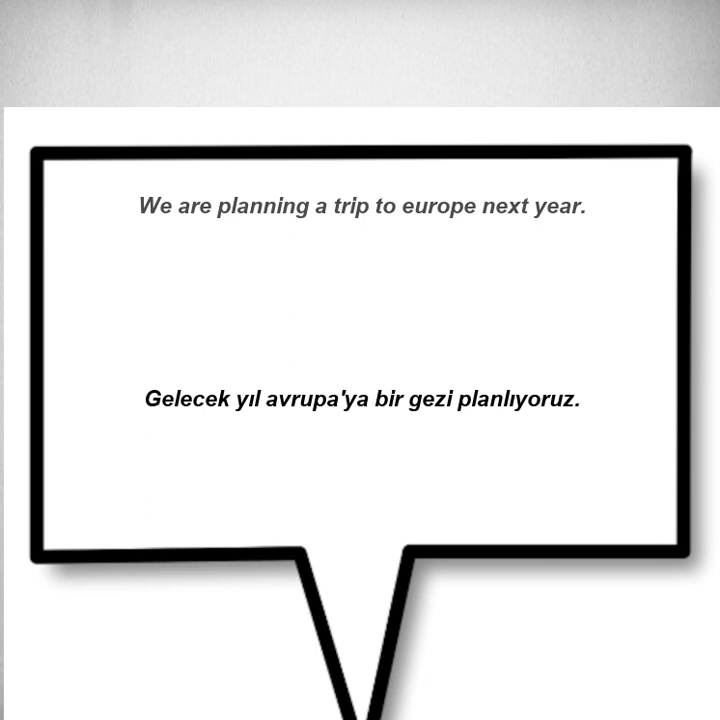 We are planning a trip to europe next year.
Gelecek yıl avrupa'ya bir gezi planlıyoruz.